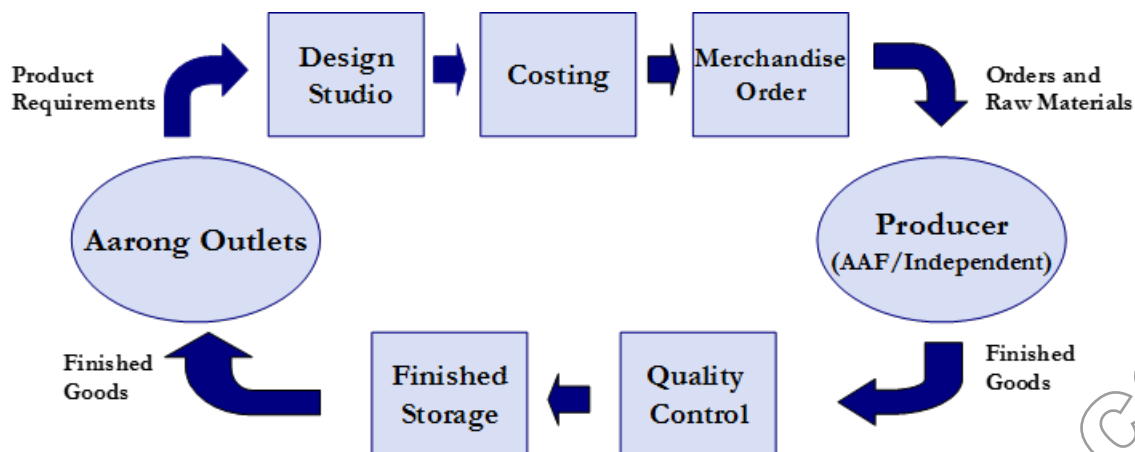 Product
Requirements
Design
Studio
Costing
Merchandise
Order
Orders and
Raw Materials
Aarong Outlets
Producer
(AAF/Independent)
Finished
Goods
Finished
Storage
Quality
Control
Finished
Goods